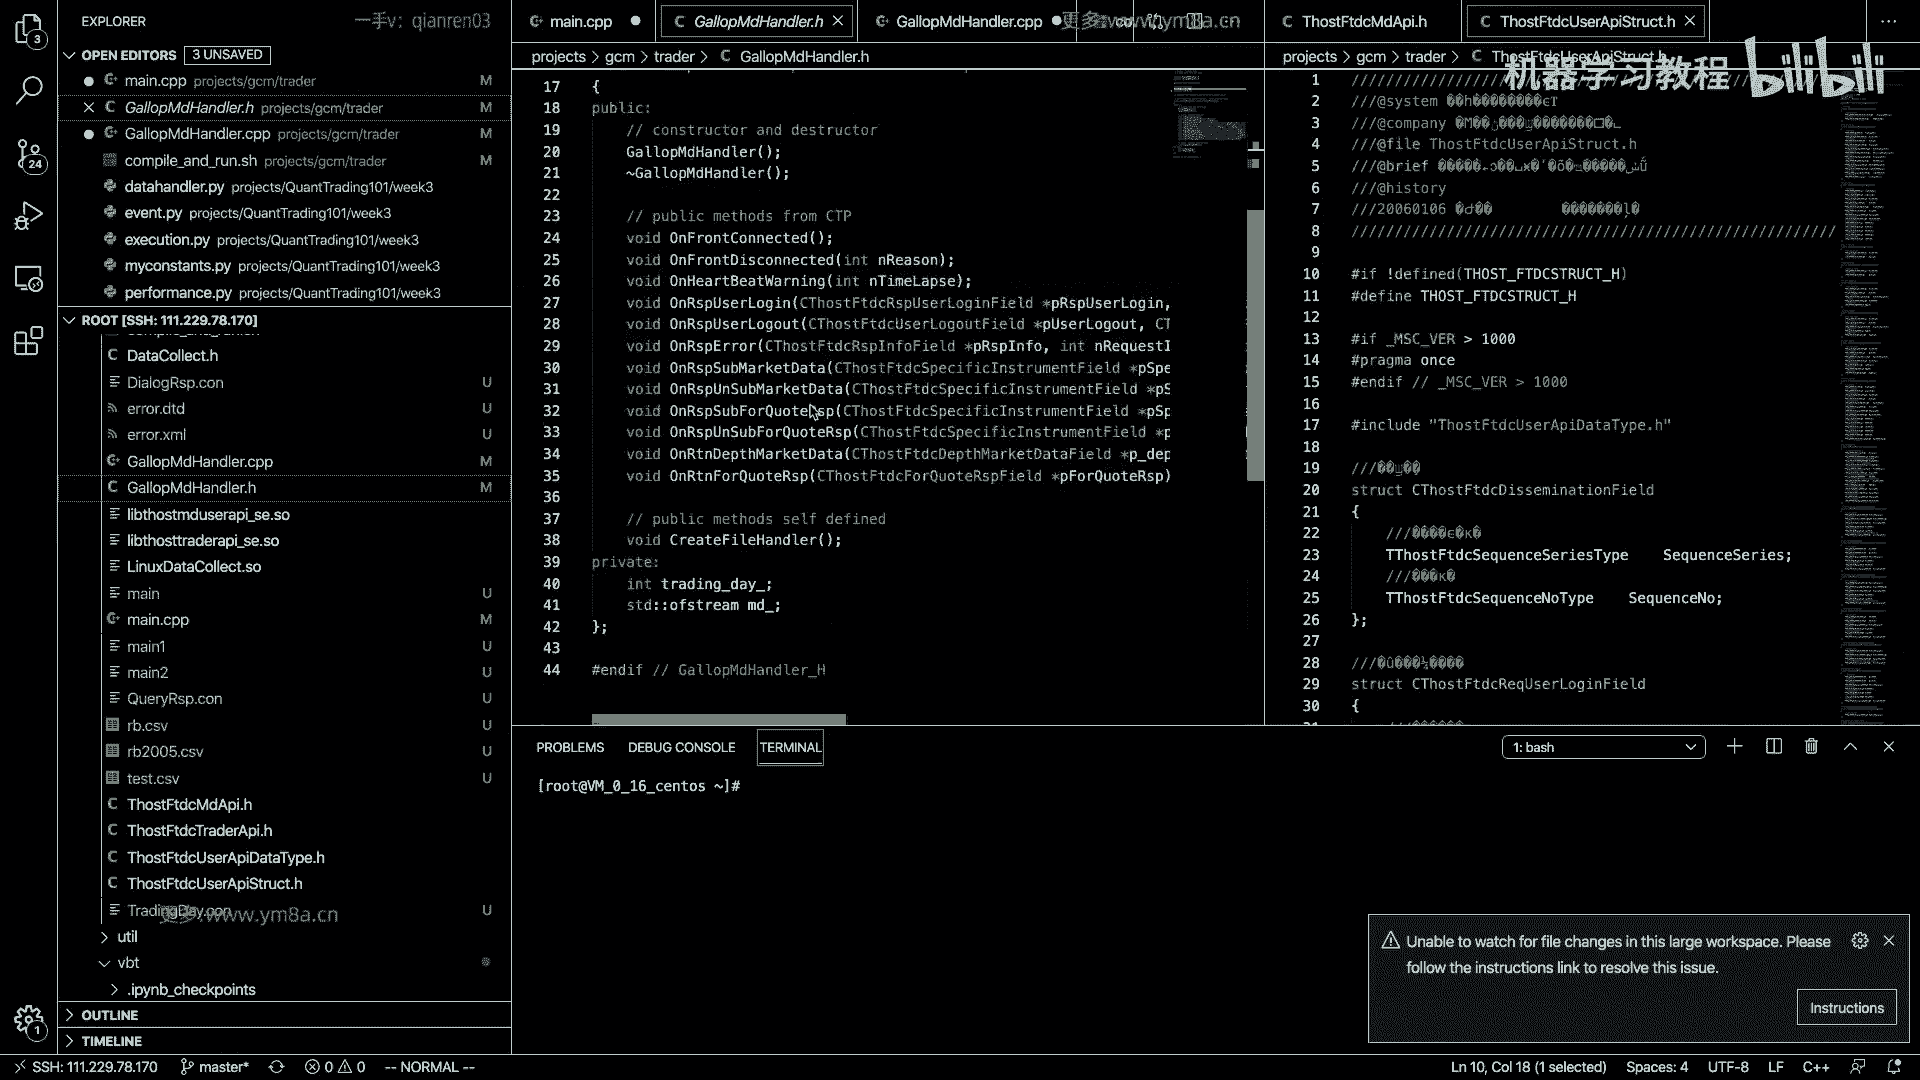 EXPLORER
一手v: qianren03
OPEN EDITORS 3 UNSAVED
main.cpp projects/gcm/trader M
GallopMdHandler.h projects/gcm/trader M
GallopMdHandler.cpp projects/gcm/trader M
compile_and_run.sh projects/gcm/trader M
datahandler.py projects/QuantTrading101/week3
event.py projects/QuantTrading101/week3
execution.py projects/QuantTrading101/week3
myconstants.py projects/QuantTrading101/week3
performance.py projects/QuantTrading101/week3
ROOT [SSH: 111.229.78.170]
DataCollect.h
DialogRsp.con U
error.dtd U
error.xml U
GallopMdHandler.cpp M
GallopMdHandler.h M
libthostmduserapi_se.so
libthosttraderapi_se.so
LinuxDataCollect.so
main U
main.cpp M
main1 U
main2 U
QueryRsp.con U
rb.csv U
rb2005.csv U
test.csv U
ThostFtdcMdApi.h
ThostFtdcTraderApi.h
ThostFtdcUserApiDataType.h
ThostFtdcUserApiStruct.h
TradingDay.con U
www.ym8a.cn
util
vbt
.ipynb_checkpoints
OUTLINE
TIMELINE
3
24
1
main.cpp
GallopMdHandler.h
GallopMdHandler.cpp
更多:www.ym8a.cn
projects > gcm > trader > GallopMdHandler.h
17 {
18 public:
19 // constructor and destructor
20 GallopMdHandler();
21 ~GallopMdHandler();
22
23 // public methods from CTP
24 void OnFrontConnected();
25 void OnFrontDisconnected(int nReason);
26 void OnHeartBeatWarning(int nTimeLapse);
27 void OnRspUserLogin(CThostFtdcRspUserLoginField *pRspUserLogin,
28 void OnRspUserLogout(CThostFtdcUserLogoutField *pUserLogout, CT
29 void OnRspError(CThostFtdcRspInfoField *pRspInfo, int nRequestI
30 void OnRspSubMarketData(CThostFtdcSpecificInstrumentField *pSpe
31 void OnRspUnSubMarketData(CThostFtdcSpecificInstrumentField *pS
32 void OnRspSubForQuoteRsp(CThostFtdcSpecificInstrumentField *pSp
33 void OnRspUnSubForQuoteRsp(CThostFtdcSpecificInstrumentField *p
34 void OnRtnDepthMarketData(CThostFtdcDepthMarketDataField *p_dep
35 void OnRtnForQuoteRsp(CThostFtdcForQuoteRspField *pForQuoteRsp)
36
37 // public methods self defined
38 void CreateFileHandler();
39 private:
40 int trading_day_;
41 std::ofstream md_;
42 };
43
44 #endif // GallopMdHandler_H
ThostFtdcMdApi.h
ThostFtdcUserApiStruct.h
projects > gcm > trader > ThostFtdcUserApiStruct.h
机器学习教程 bilibili
1
2 ///@system
3 ///@company
4 ///@file ThostFtdcUserApiStruct.h
5 ///@brief
6 ///@history
7 ///20060106
8 ////////////////////////////////////////////////////////
9
10 #if !defined(THOST_FTDCSTRUCT_H)
11 #define THOST_FTDCSTRUCT_H
12
13 #if _MSC_VER > 1000
14 #pragma once
15 #endif // _MSC_VER > 1000
16
17 #include "ThostFtdcUserApiDataType.h"
18
19 ///
20 struct CThostFtdcDisseminationField
21 {
22 ///
23 TThostFtdcSequenceSeriesType SequenceSeries;
24 ///
25 TThostFtdcSequenceNoType SequenceNo;
26 };
27
28 ///
29 struct CThostFtdcReqUserLoginField
30 {
PROBLEMS DEBUG CONSOLE TERMINAL
1: bash
[root@VM_0_16_centos ~]#
Unable to watch for file changes in this large workspace. Please
follow the instructions link to resolve this issue.
Instructions
SSH: 111.229.78.170 master* 0 0 -- NORMAL --
Ln 10, Col 18 (1 selected) Spaces: 4 UTF-8 LF C++